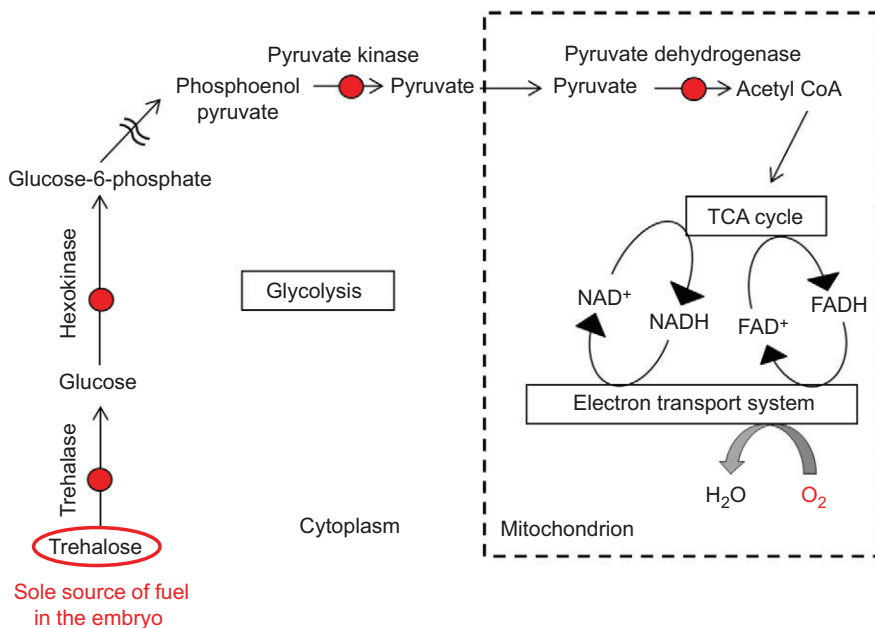 Pyruvate kinase
Pyruvate dehydrogenase
Phosphoenol
pyruvate
Pyruvate
Pyruvate
Acetyl CoA
Glucose-6-phosphate
TCA cycle
Hexokinase
Glycolysis
NAD⁺
NADH
FAD⁺
FADH
Glucose
Electron transport system
Trehalase
H₂O
O₂
Cytoplasm
Mitochondrion
Trehalose
Sole source of fuel
in the embryo